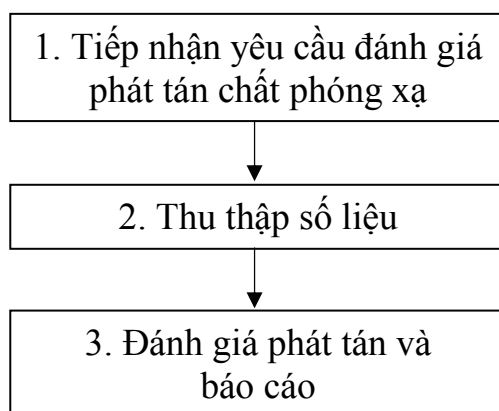 1. Tiếp nhận yêu cầu đánh giá
phát tán chất phóng xạ
2. Thu thập số liệu
3. Đánh giá phát tán và
báo cáo